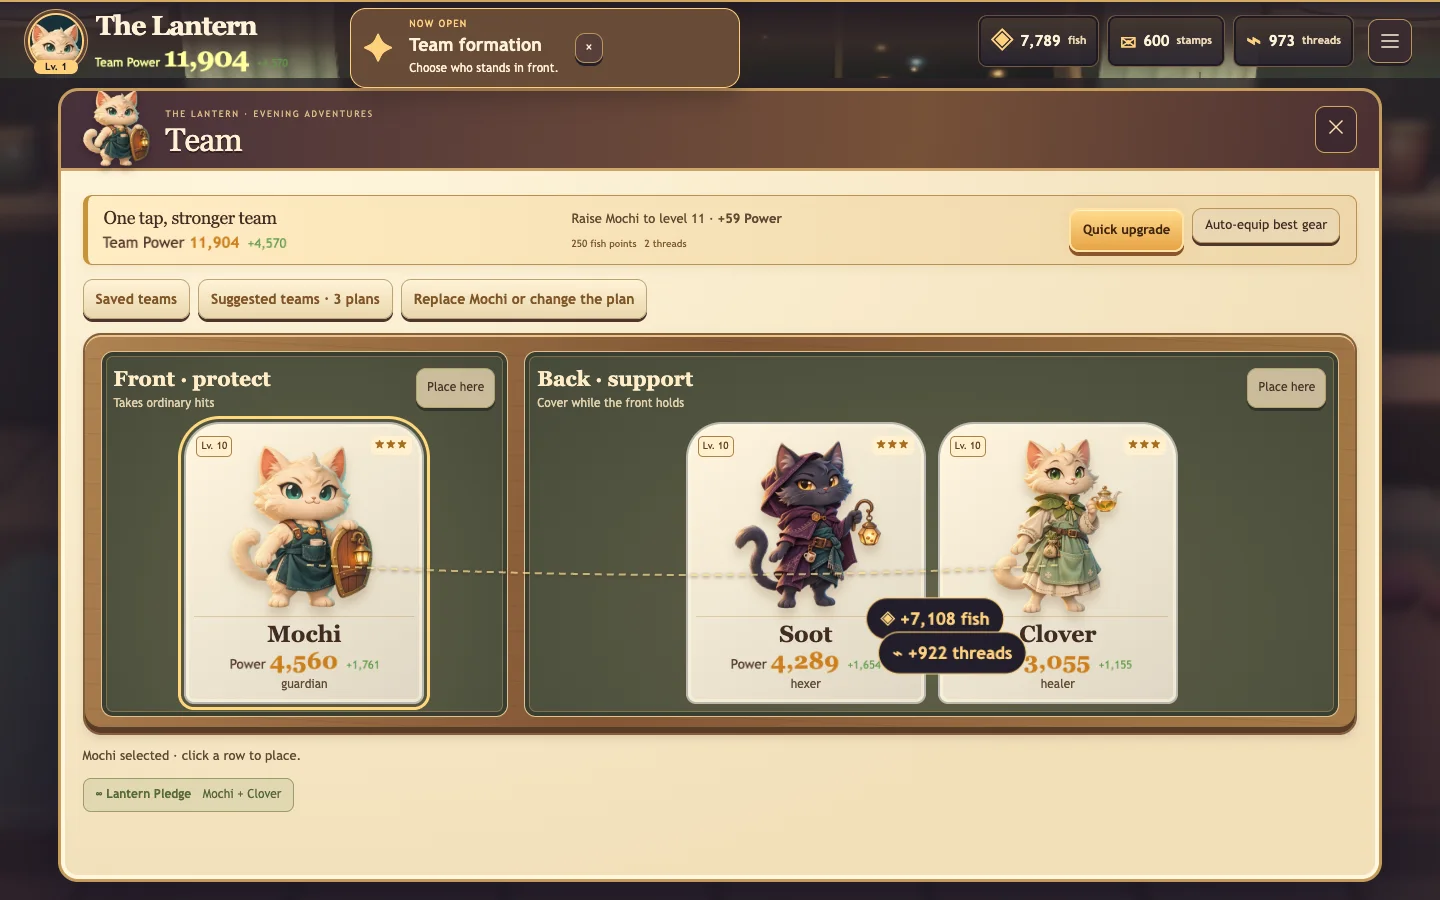 The Lantern
Lv. 1
Team Power 11,904
NOW OPEN
Team formation
Choose who stands in front.
×
7,789 fish
600 stamps
973 threads
THE LANTERN · EVENING ADVENTURES
Team
One tap, stronger team
Team Power 11,904 +4,570
Raise Mochi to level 11 · +59 Power
250 fish points 2 threads
Quick upgrade
Auto-equip best gear
Saved teams
Suggested teams · 3 plans
Replace Mochi or change the plan
Front · protect
Takes ordinary hits
Place here
Lv. 10
Mochi
Power 4,560 +1,761
guardian
Back · support
Cover while the front holds
Place here
Lv. 10
Soot
Power 4,289 +1,654
hexer
Lv. 10
Clover
3,055 +1,155
healer
+7,108 fish
+922 threads
Mochi selected · click a row to place.
∞ Lantern Pledge Mochi + Clover